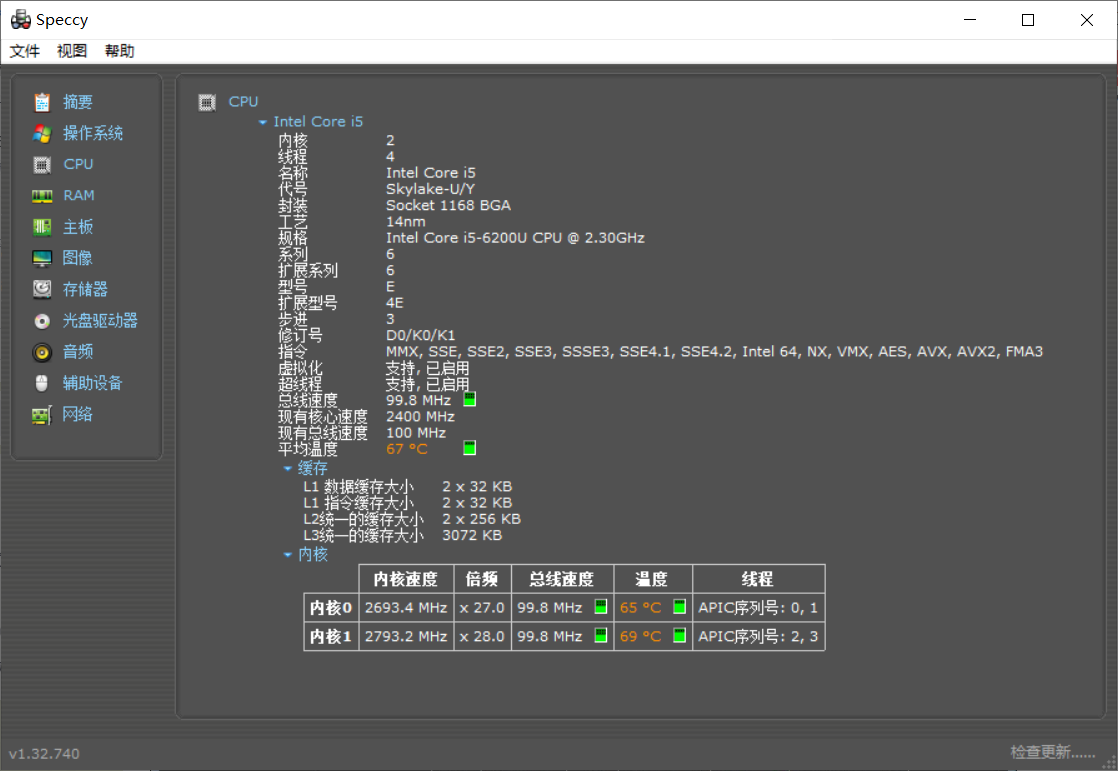 Speccy
文件 视图 帮助
摘要
操作系统
CPU
RAM
主板
图像
存储器
光盘驱动器
音频
辅助设备
网络
CPU
Intel Core i5
内核 2
线程 4
名称 Intel Core i5
代号 Skylake-U/Y
封装 Socket 1168 BGA
工艺 14nm
规格 Intel Core i5-6200U CPU @ 2.30GHz
系列 6
扩展系列 6
型号 E
扩展型号 4E
步进 3
修订号 D0/K0/K1
指令 MMX, SSE, SSE2, SSE3, SSSE3, SSE4.1, SSE4.2, Intel 64, NX, VMX, AES, AVX, AVX2, FMA3
虚拟化 支持, 已启用
超线程 支持, 已启用
总线速度 99.8 MHz
现有核心速度 2400 MHz
现有总线速度 100 MHz
平均温度 67 °C
缓存
L1 数据缓存大小 2 x 32 KB
L1 指令缓存大小 2 x 32 KB
L2统一的缓存大小 2 x 256 KB
L3统一的缓存大小 3072 KB
内核
内核速度 倍频 总线速度 温度 线程
内核0 2693.4 MHz x 27.0 99.8 MHz 65 °C APIC序列号: 0, 1
内核1 2793.2 MHz x 28.0 99.8 MHz 69 °C APIC序列号: 2, 3
v1.32.740
检查更新......